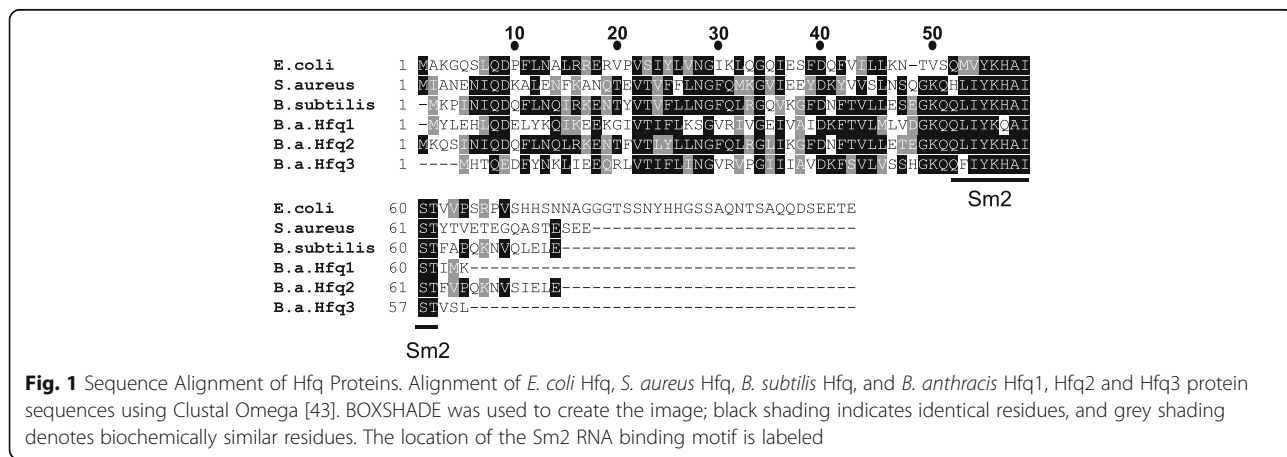 10 20 30 40 50
E.coli 1 MAKGQSLQDPFLNALRRERVPVSIYLVNGIKLQGQIESFDQFVILLKN-TVSQMVYKHAI
S.aureus 1 MIANENIQDKALENFKANQTEVTVFFLNGFQMKGVIEEYDKYVVSLNSQGKQHLIYKHAI
B.subtilis 1 -MKPINIQDQFLNQIRKENTYVTVFLLNGFQLRGQVKGFDNFTVLLESEGKQQLIYKHAI
B.a.Hfq1 1 -MYLEHLQDELYKQIKEEKGIVTIFLKSGVRIVGEIVAIDKFTVLMLVDGKQQLIYKQAI
B.a.Hfq2 1 MKQSINIQDQFLNQLRKENTFVTLYLLNGFQLRGLIKGFDNFTVLLETEGKQQLIYKHAI
B.a.Hfq3 1 ----MHTQEDFYNKLIEEQRLVTIFLINGVRVPGIIIAVDKFSVLVSSHGKQQFIYKHAI
Sm2
E.coli 60 STVVPSRPVSHHSNNAGGGTSSNYHHGSSAQNTSAQQDSEETE
S.aureus 61 STYTVETEGQASTESEE--------------------------
B.subtilis 60 STFAPQKNVQLELE-----------------------------
B.a.Hfq1 60 STIMK--------------------------------------
B.a.Hfq2 61 STFVPQKNVSIELE-----------------------------
B.a.Hfq3 57 STVSL--------------------------------------
Sm2
Fig. 1 Sequence Alignment of Hfq Proteins. Alignment of E. coli Hfq, S. aureus Hfq, B. subtilis Hfq, and B. anthracis Hfq1, Hfq2 and Hfq3 protein
sequences using Clustal Omega [43]. BOXSHADE was used to create the image; black shading indicates identical residues, and grey shading
denotes biochemically similar residues. The location of the Sm2 RNA binding motif is labeled